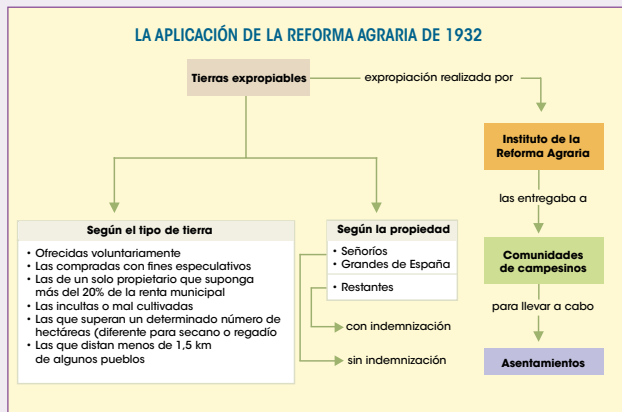 LA APLICACIÓN DE LA REFORMA AGRARIA DE 1932
Tierras expropiables
expropiación realizada por
Instituto de la
Reforma Agraria
las entregaba a
Comunidades
de campesinos
para llevar a cabo
Asentamientos
Según el tipo de tierra
• Ofrecidas voluntariamente
• Las compradas con fines especulativos
• Las de un solo propietario que suponga
más del 20% de la renta municipal
• Las incultas o mal cultivadas
• Las que superan un determinado número de
hectáreas (diferente para secano o regadío
• Las que distan menos de 1,5 km
de algunos pueblos
Según la propiedad
• Señoríos
• Grandes de España
• Restantes
con indemnización
sin indemnización